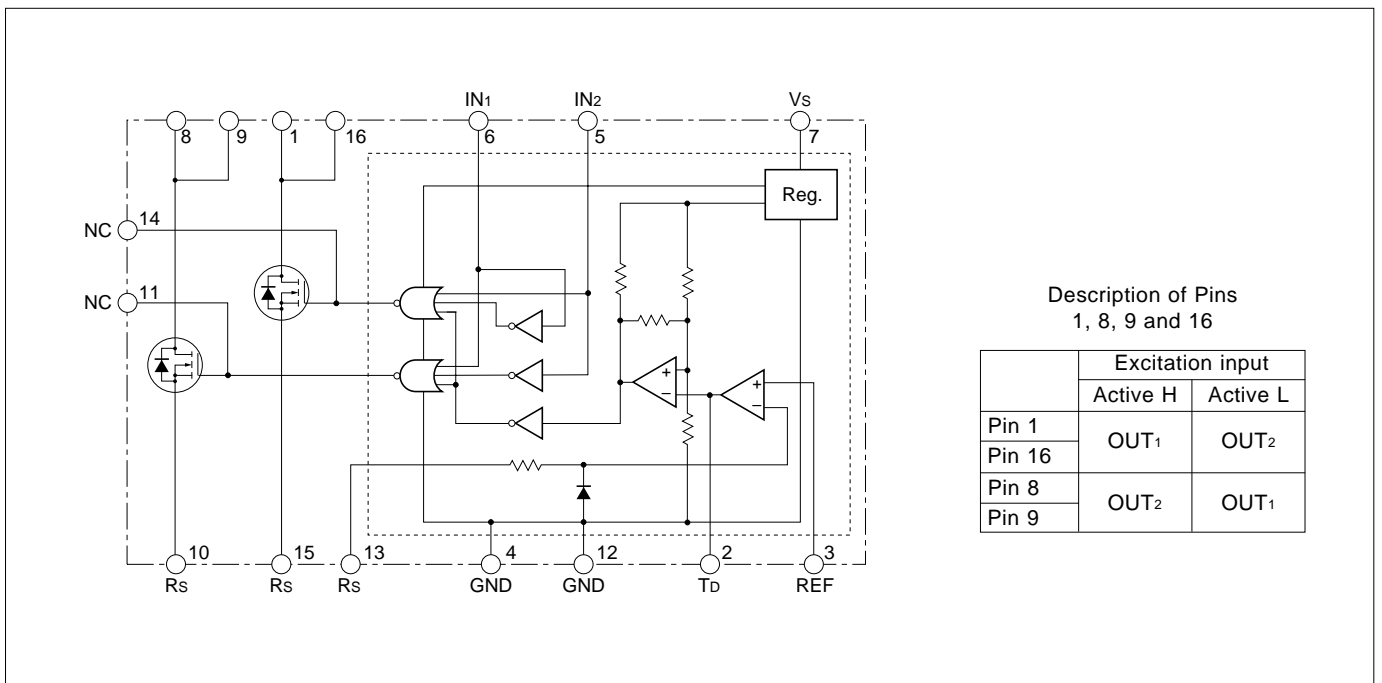 IN1 IN2 VS
8 9 1 16 6 5 7
Reg.
14
NC
11
NC
+
−
+
−
10 15 13 4 12 2 3
RS RS RS GND GND TD REF
Description of Pins
1, 8, 9 and 16
Excitation input
Active H Active L
Pin 1
OUT1 OUT2
Pin 16
Pin 8
OUT2 OUT1
Pin 9